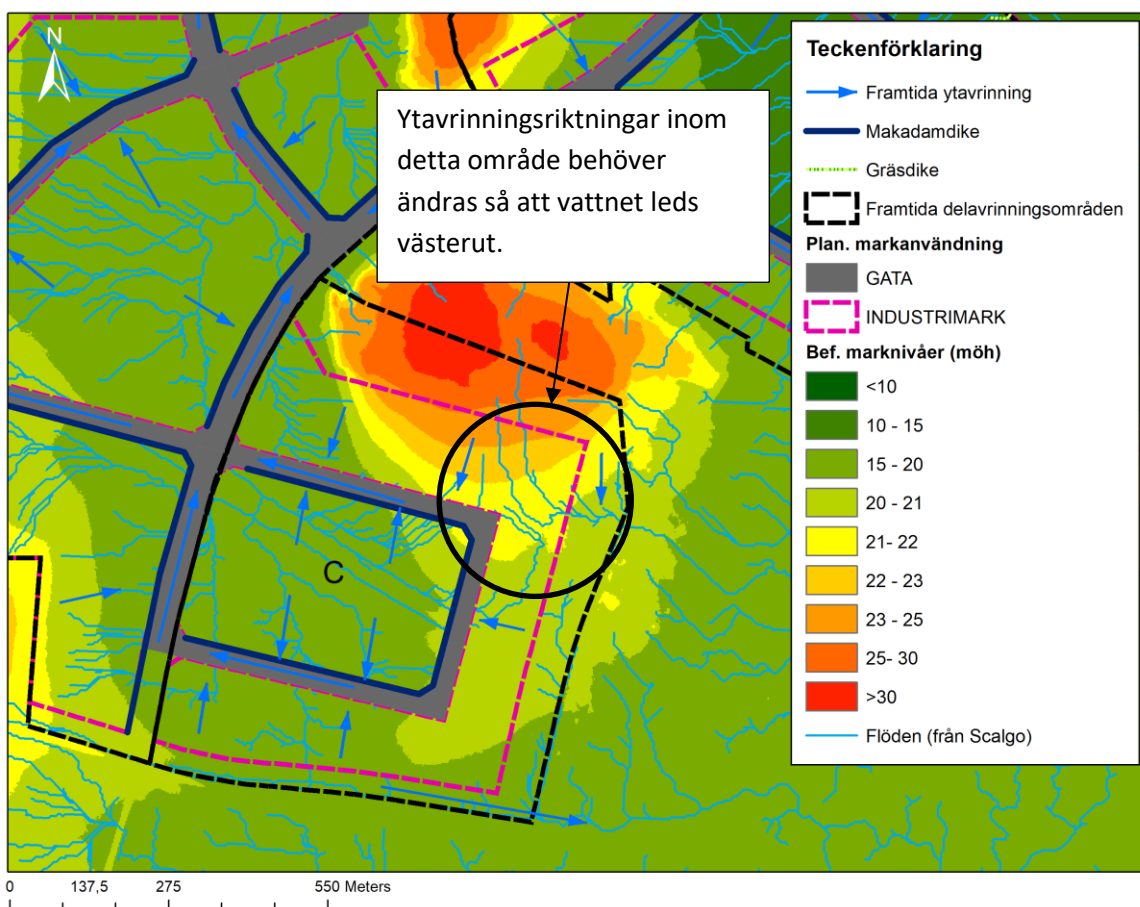 N
Ytavrinningsriktningar inom
detta område behöver
ändras så att vattnet leds
västerut.
C
Teckenförklaring
Framtida ytavrinning
Makadamdike
Gräsdike
Framtida delavrinningsområden
Plan. markanvändning
GATA
INDUSTRIMARK
Bef. marknivåer (möh)
<10
10 - 15
15 - 20
20 - 21
21- 22
22 - 23
23 - 25
25- 30
>30
Flöden (från Scalgo)
0 137,5 275 550 Meters